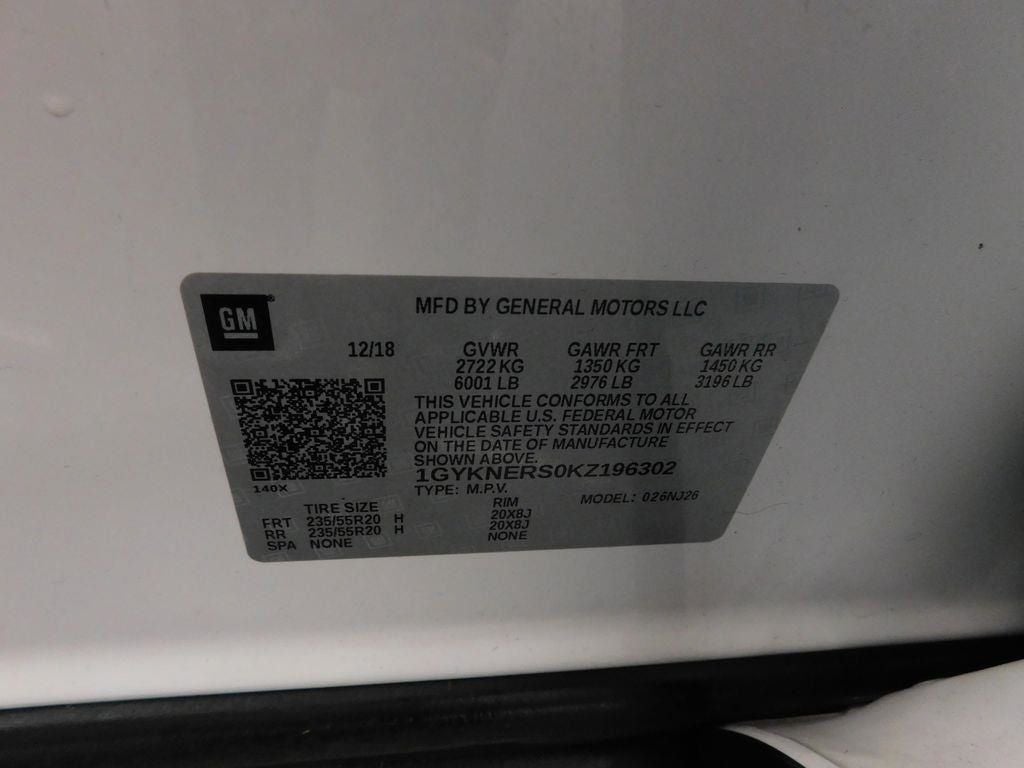 GM
MFD BY GENERAL MOTORS LLC
12/18 GVWR GAWR FRT GAWR RR
2722 KG 1350 KG 1450 KG
6001 LB 2976 LB 3196 LB
THIS VEHICLE CONFORMS TO ALL
APPLICABLE U.S. FEDERAL MOTOR
VEHICLE SAFETY STANDARDS IN EFFECT
ON THE DATE OF MANUFACTURE
SHOWN ABOVE.
1GYKNERS0KZ196302
140X
TYPE: M.P.V. MODEL: 026NJ26
TIRE SIZE RIM
FRT 235/55R20 H 20X8J
RR 235/55R20 H 20X8J
SPA NONE NONE